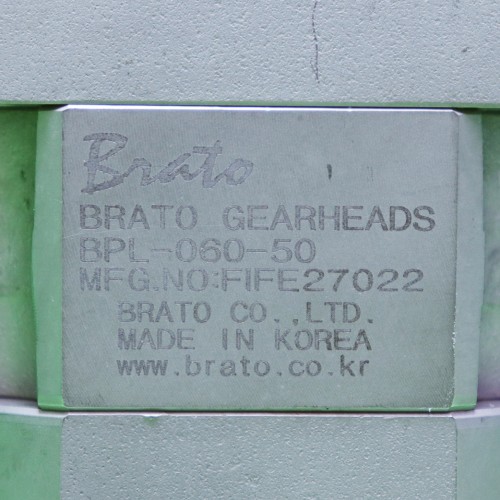 Brato
BRATO GEARHEADS
BPL-060-50
MFG.NO:FIFE27022
BRATO CO.,LTD.
MADE IN KOREA
www.brato.co.kr